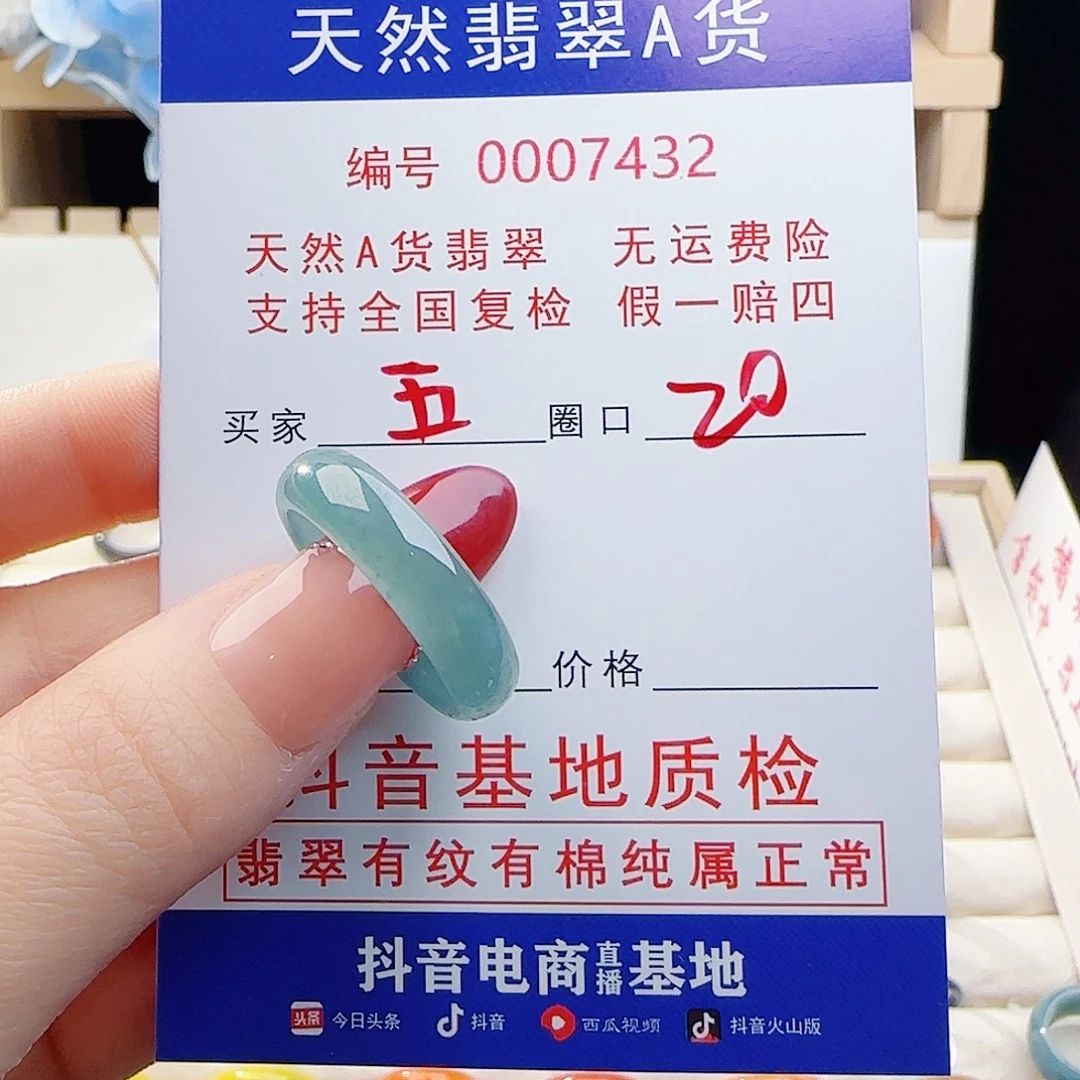 天然翡翠A货
编号 0007432
天然A货翡翠 无运费险
支持全国复检 假一赔四
买家 五 圈口 20
价格
抖音基地质检
翡翠有纹有棉纯属正常
抖音电商直播基地
头条 今日头条 抖音 西瓜视频 抖音火山版